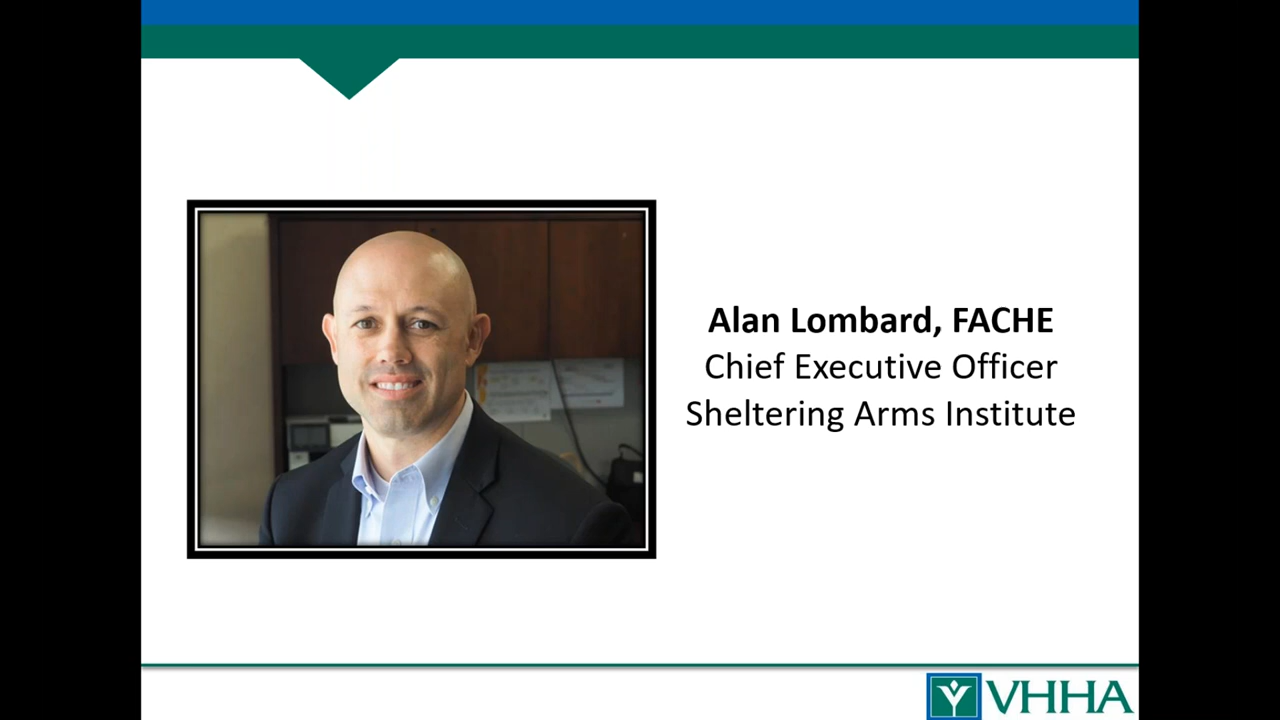 Alan Lombard, FACHE
Chief Executive Officer
Sheltering Arms Institute
VHHA